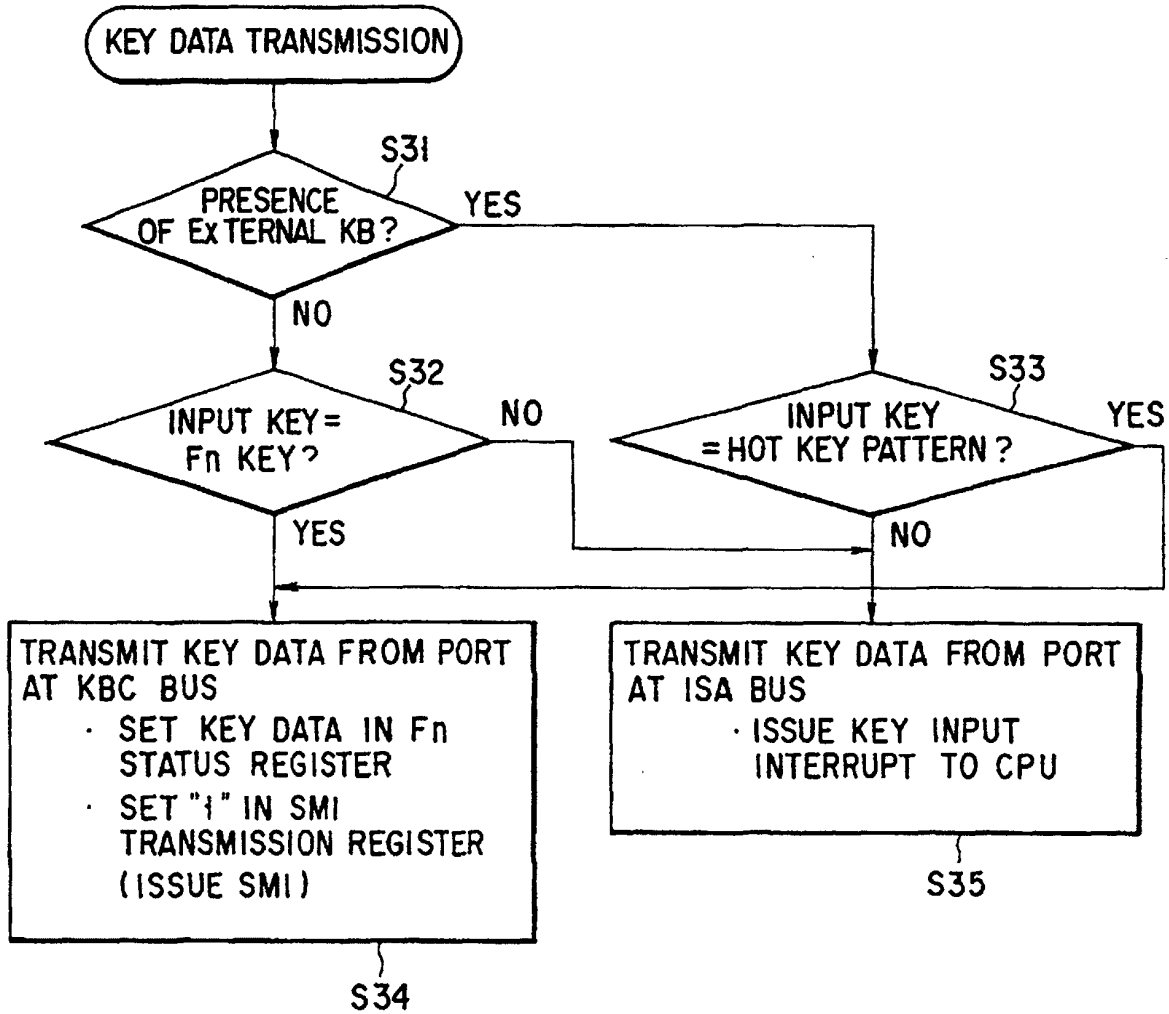 KEY DATA TRANSMISSION
S31
PRESENCE
OF EXTERNAL KB?
YES
NO
S32
INPUT KEY=
Fn KEY?
NO
YES
S33
INPUT KEY
=HOT KEY PATTERN?
YES
NO
TRANSMIT KEY DATA FROM PORT
AT KBC BUS
· SET KEY DATA IN Fn
STATUS REGISTER
· SET "1" IN SMI
TRANSMISSION REGISTER
(ISSUE SMI)
S34
TRANSMIT KEY DATA FROM PORT
AT ISA BUS
· ISSUE KEY INPUT
INTERRUPT TO CPU
S35